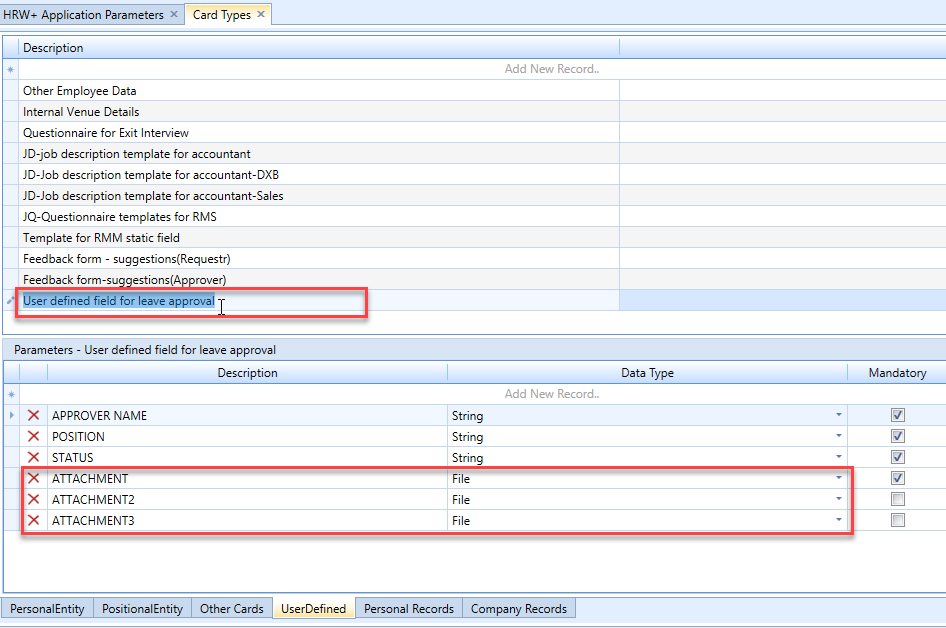 HRW+ Application Parameters × Card Types ×
Description
Add New Record..
Other Employee Data
Internal Venue Details
Questionnaire for Exit Interview
JD-job description template for accountant
JD-Job description template for accountant-DXB
JD-Job description template for accountant-Sales
JQ-Questionnaire templates for RMS
Template for RMM static field
Feedback form - suggestions(Requestr)
Feedback form-suggestions(Approver)
User defined field for leave approval
Parameters - User defined field for leave approval
Description Data Type Mandatory
Add New Record..
APPROVER NAME String
POSITION String
STATUS String
ATTACHMENT File
ATTACHMENT2 File
ATTACHMENT3 File
PersonalEntity PositionalEntity Other Cards UserDefined Personal Records Company Records